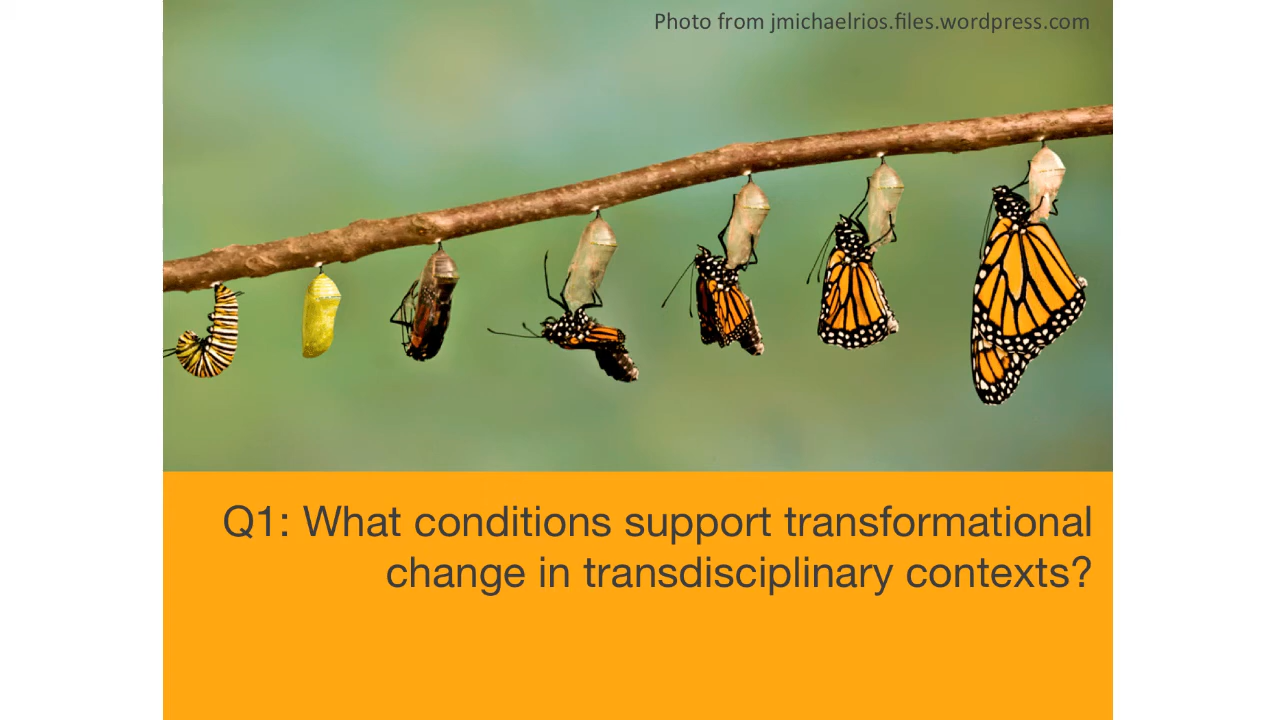 Photo from jmichaelrios.files.wordpress.com
Q1: What conditions support transformational
change in transdisciplinary contexts?